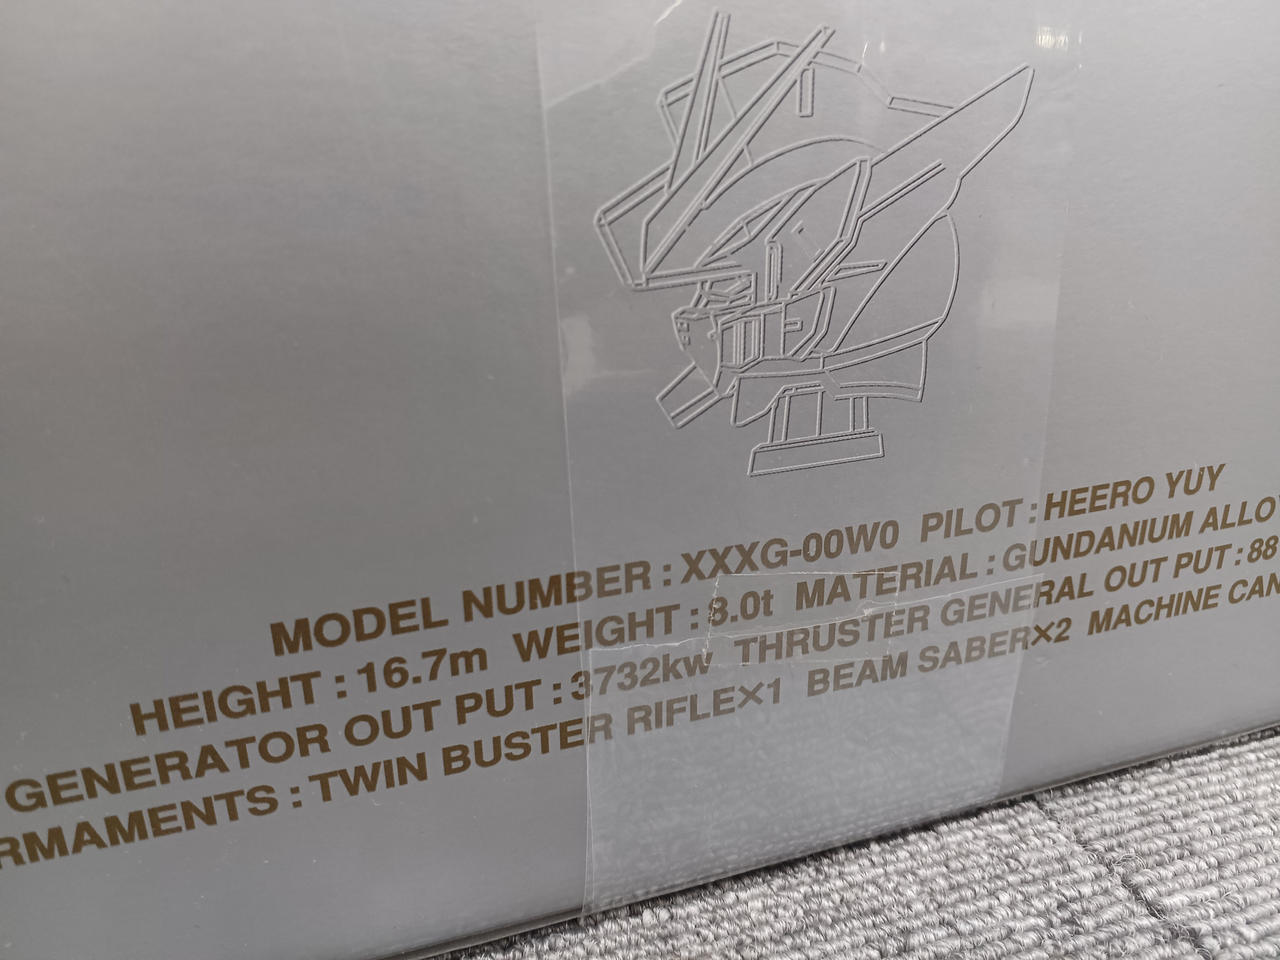 MODEL NUMBER : XXXG-00W0 PILOT : HEERO YUY
HEIGHT : 16.7m WEIGHT : 8.0t MATERIAL : GUNDANIUM ALLO
GENERATOR OUT PUT : 3732kw THRUSTER GENERAL OUT PUT : 88
RMAMENTS : TWIN BUSTER RIFLE×1 BEAM SABER×2 MACHINE CAN